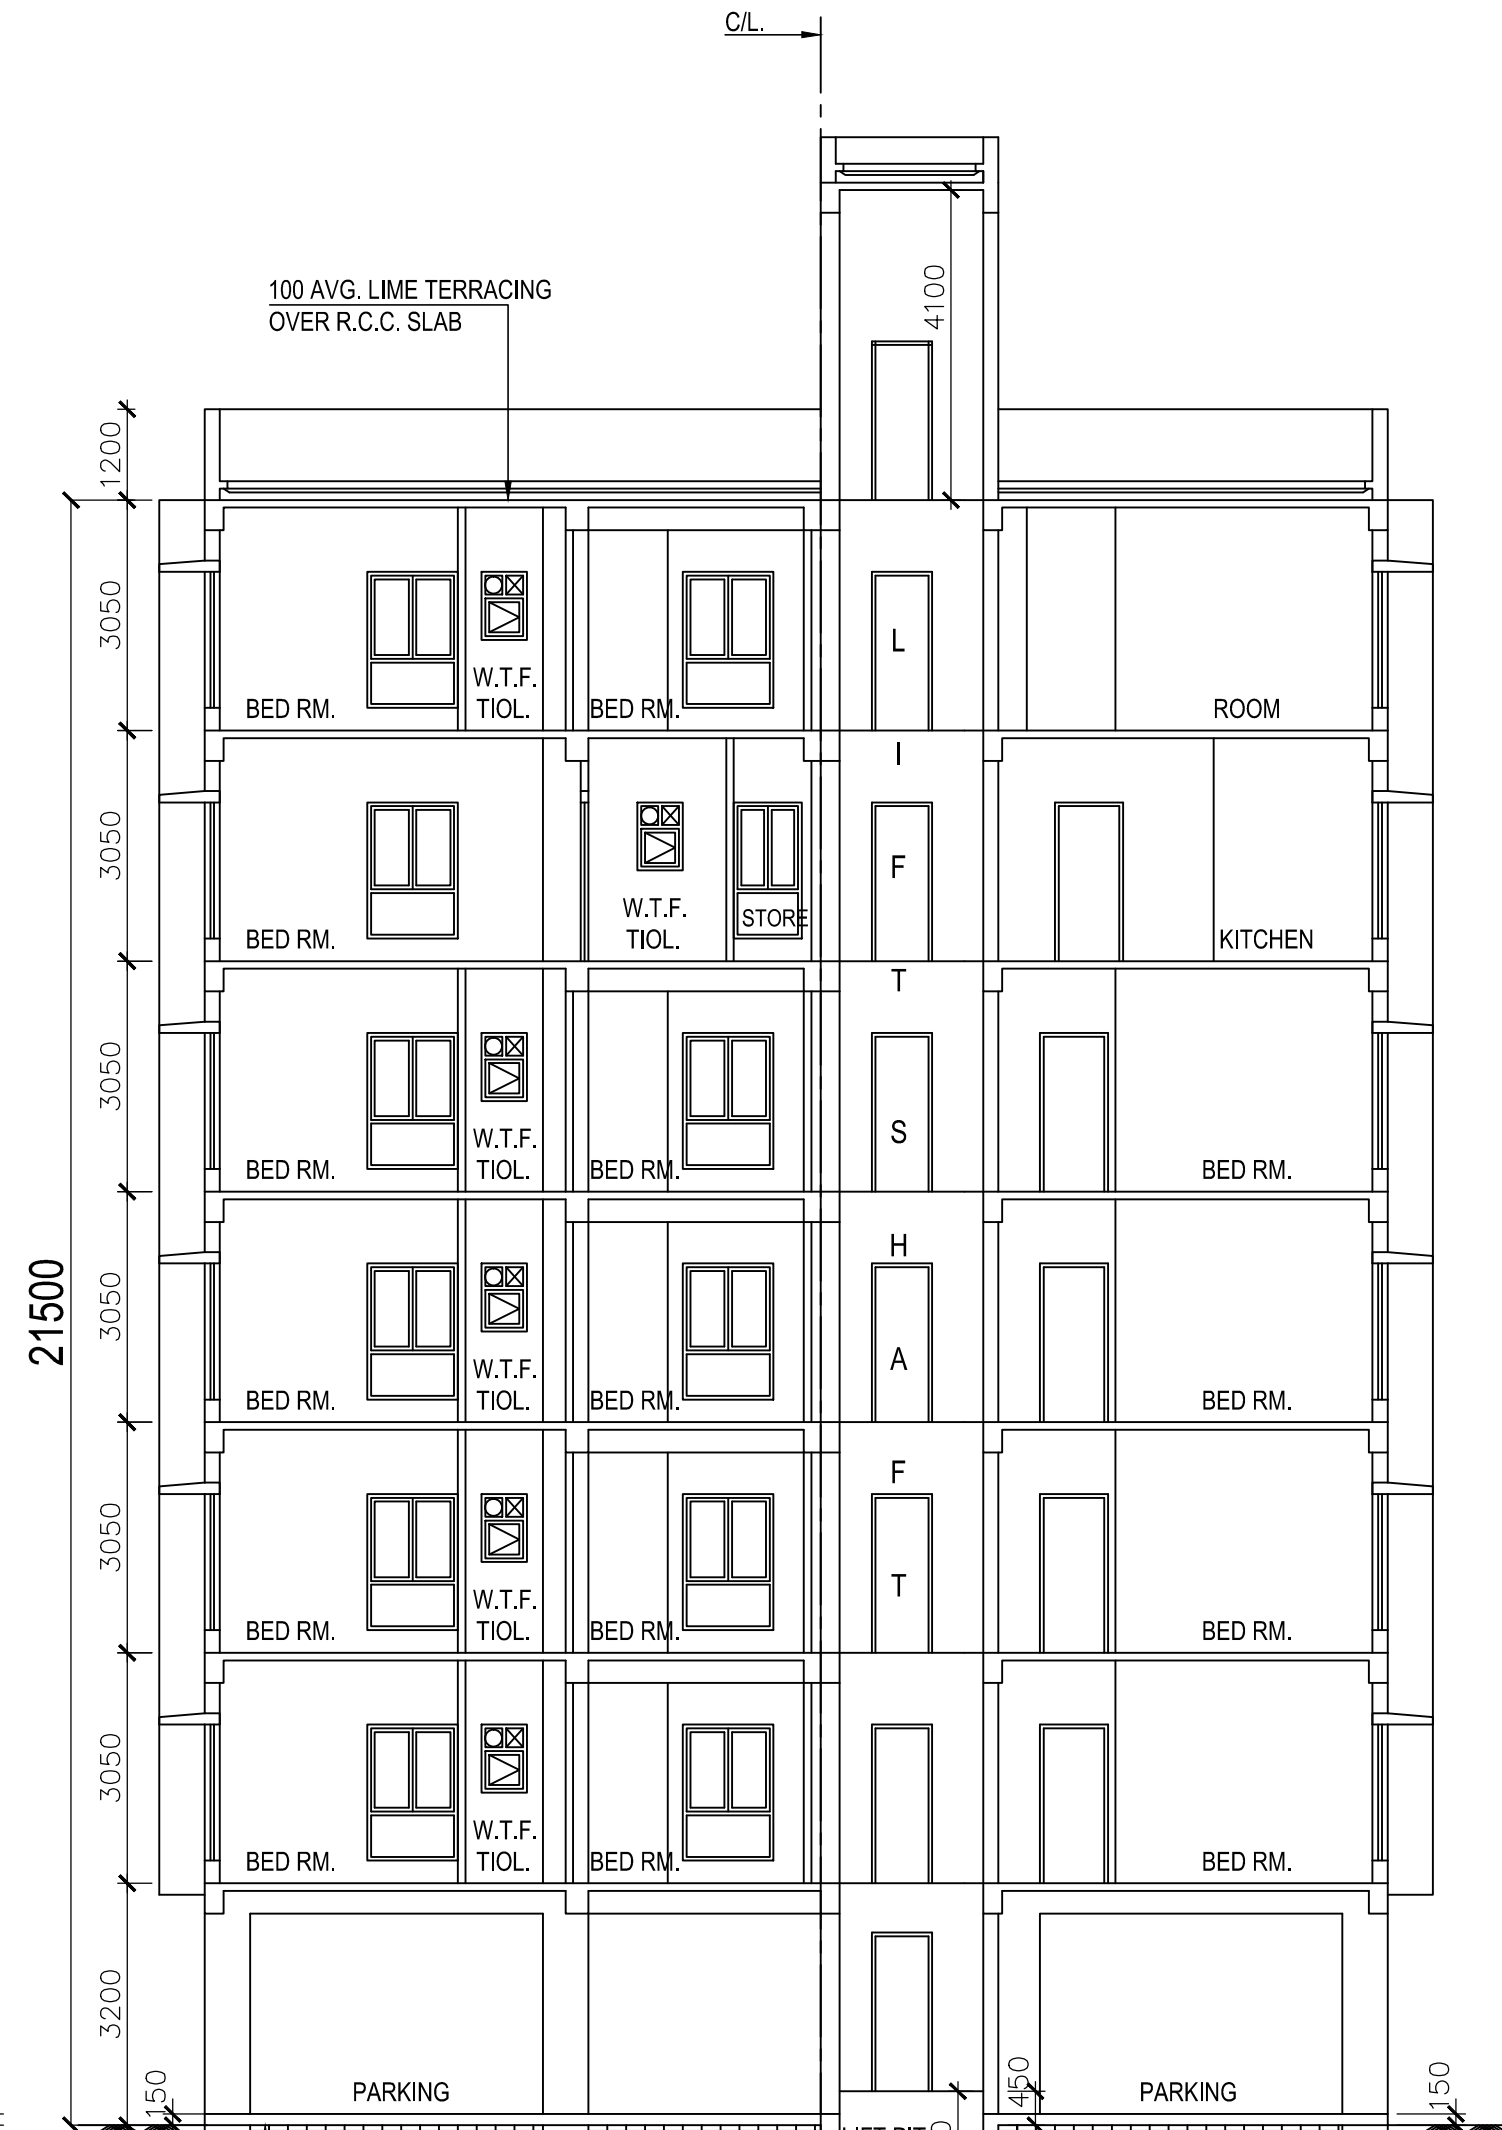 C/L.
100 AVG. LIME TERRACING
OVER R.C.C. SLAB
4100
1200
3050
BED RM.
W.T.F.
TIOL.
BED RM.
L
ROOM
I
3050
BED RM.
W.T.F.
TIOL.
STORE
F
KITCHEN
T
3050
BED RM.
W.T.F.
TIOL.
BED RM.
S
BED RM.
H
21500
3050
BED RM.
W.T.F.
TIOL.
BED RM.
A
BED RM.
F
3050
BED RM.
W.T.F.
TIOL.
BED RM.
T
BED RM.
3050
BED RM.
W.T.F.
TIOL.
BED RM.
BED RM.
3200
150
PARKING
450
PARKING
150
LIFT PIT